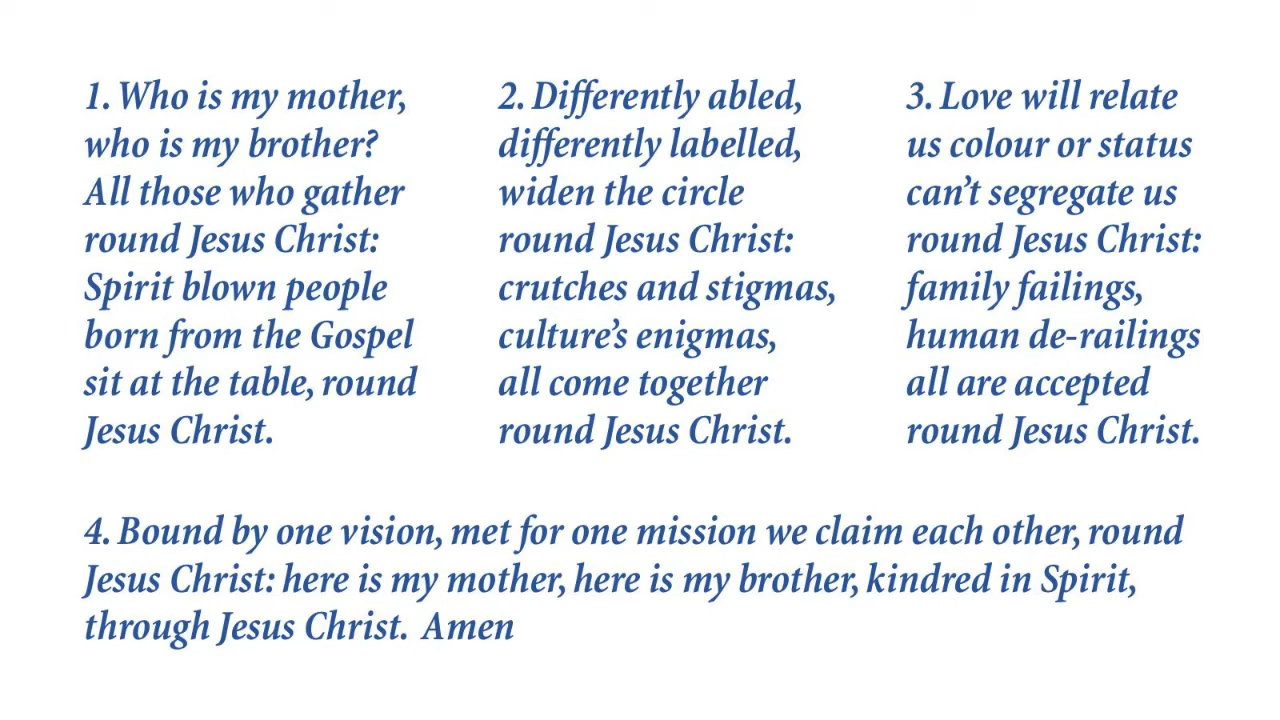 1. Who is my mother,
who is my brother?
All those who gather
round Jesus Christ:
Spirit blown people
born from the Gospel
sit at the table, round
Jesus Christ.
2. Differently abled,
differently labelled,
widen the circle
round Jesus Christ:
crutches and stigmas,
culture’s enigmas,
all come together
round Jesus Christ.
3. Love will relate
us colour or status
can’t segregate us
round Jesus Christ:
family failings,
human de-railings
all are accepted
round Jesus Christ.
4. Bound by one vision, met for one mission we claim each other, round
Jesus Christ: here is my mother, here is my brother, kindred in Spirit,
through Jesus Christ. Amen